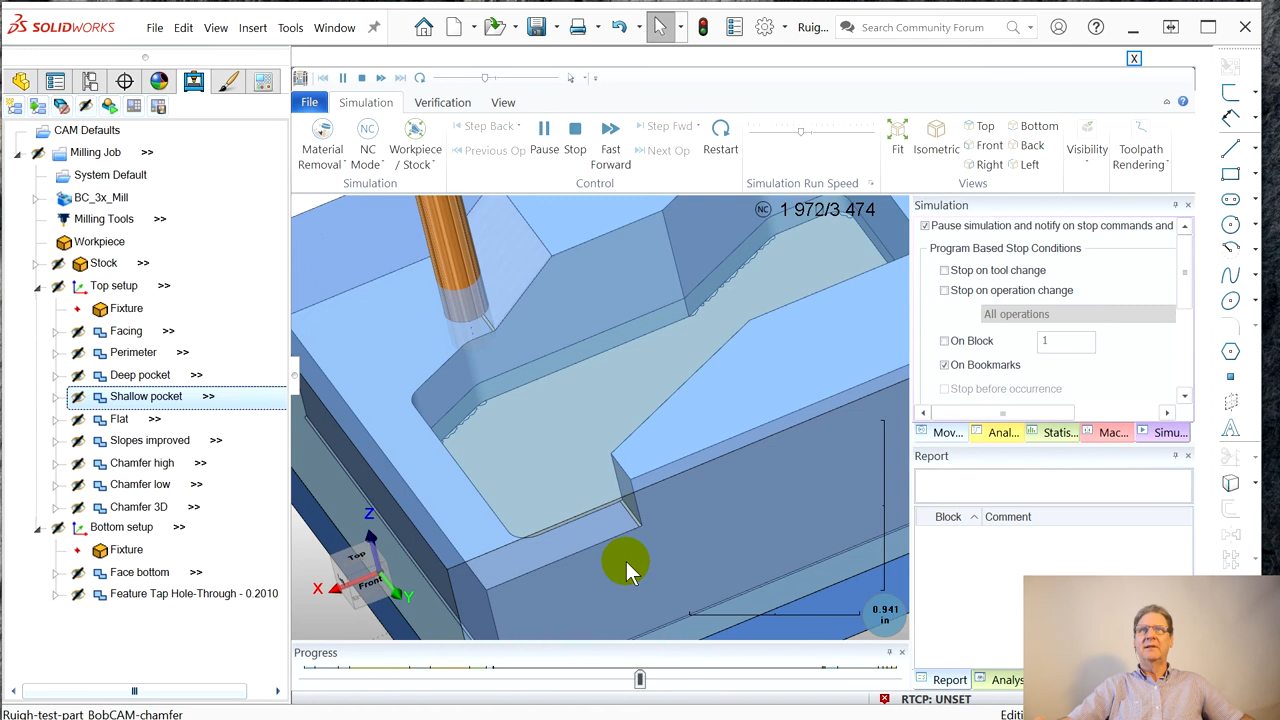 SOLIDWORKS File Edit View Insert Tools Window Ruig... Search Community Forum
X
File Simulation Verification View
Material Removal NC Mode Workpiece / Stock
Simulation
Step Back Previous Op Pause Stop Fast Forward Step Fwd Next Op Restart
Control
Simulation Run Speed
Fit Isometric Top Front Right Bottom Back Left
Views
Visibility Toolpath Rendering
CAM Defaults
Milling Job >>
System Default
BC_3x_Mill
Milling Tools >>
Workpiece
Stock >>
Top setup >>
Fixture
Facing >>
Perimeter >>
Deep pocket >>
Shallow pocket >>
Flat >>
Slopes improved >>
Chamfer high >>
Chamfer low >>
Chamfer 3D >>
Bottom setup >>
Fixture
Face bottom >>
Feature Tap Hole-Through - 0.2010
NC 1 972/3 474
Z
Top
Front
X
Y
0.941
in
Simulation
Pause simulation and notify on stop commands and
Program Based Stop Conditions
Stop on tool change
Stop on operation change
All operations
On Block 1
On Bookmarks
Stop before occurrence
Mov... Anal... Statis... Mac... Simu...
Report
Block Comment
Progress
Report Analys
RTCP: UNSET
Ruigh-test-part BobCAM-chamfer
Editi